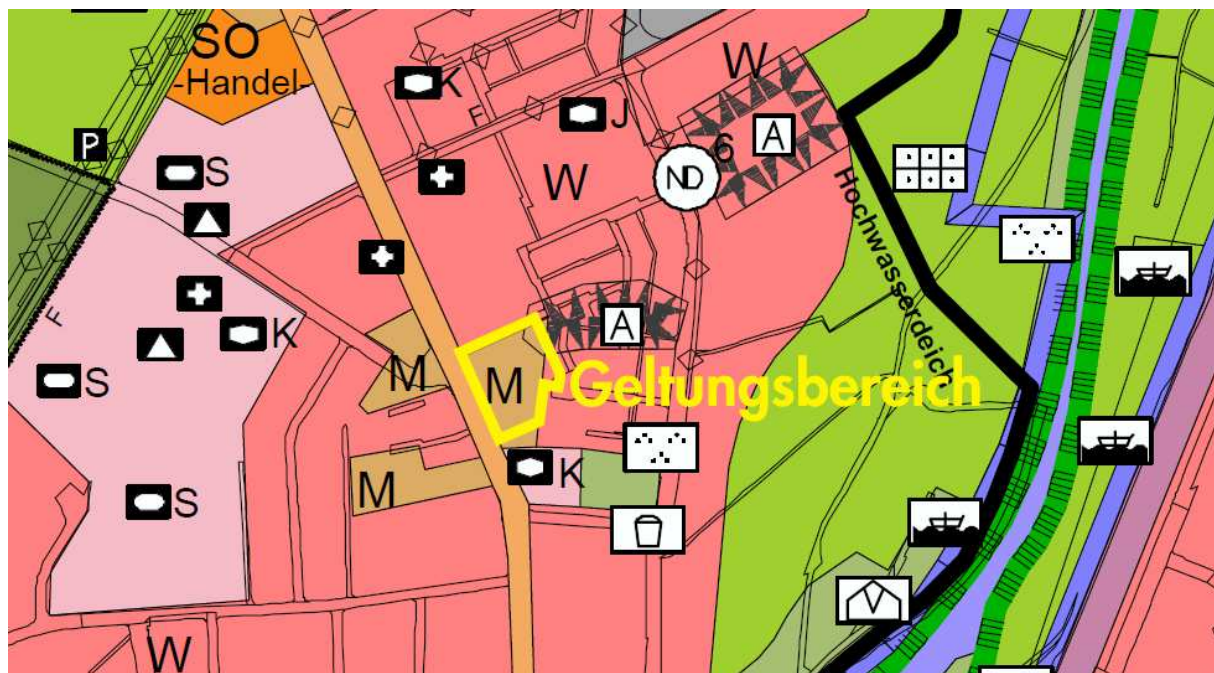 SO
-Handel-
W
K
F
J
A
6
P
S
W
ND
Hochwasserdeich
F
K
A
M
M
Geltungsbereich
S
M
K
S
V
W